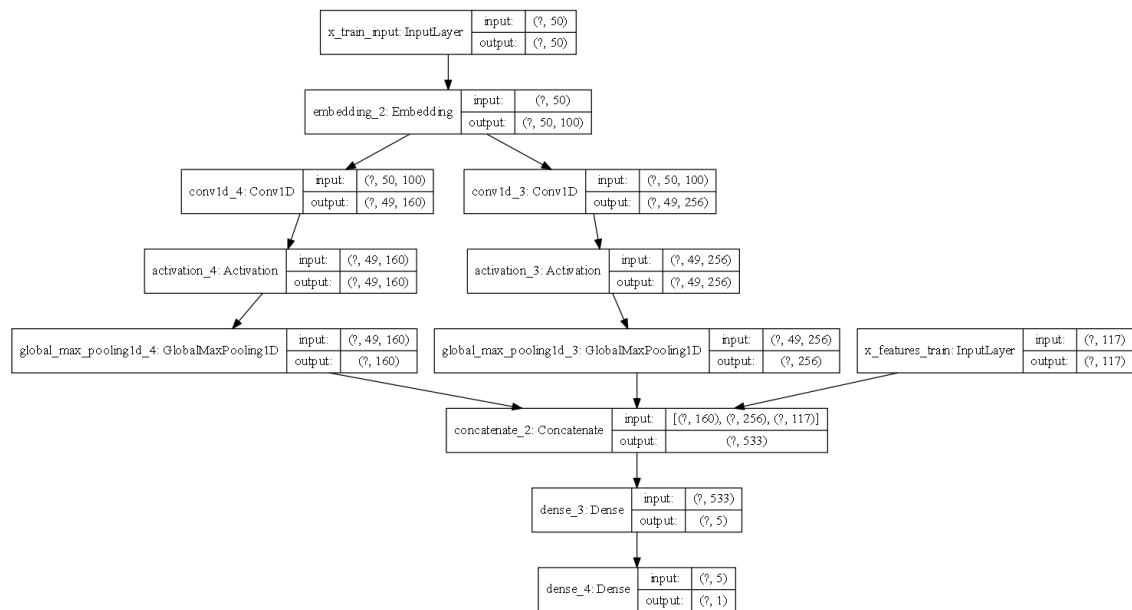 x_train_input: InputLayer
input: (?, 50)
output: (?, 50)
embedding_2: Embedding
input: (?, 50)
output: (?, 50, 100)
conv1d_4: Conv1D
input: (?, 50, 100)
output: (?, 49, 160)
conv1d_3: Conv1D
input: (?, 50, 100)
output: (?, 49, 256)
activation_4: Activation
input: (?, 49, 160)
output: (?, 49, 160)
activation_3: Activation
input: (?, 49, 256)
output: (?, 49, 256)
global_max_pooling1d_4: GlobalMaxPooling1D
input: (?, 49, 160)
output: (?, 160)
global_max_pooling1d_3: GlobalMaxPooling1D
input: (?, 49, 256)
output: (?, 256)
x_features_train: InputLayer
input: (?, 117)
output: (?, 117)
concatenate_2: Concatenate
input: [(?, 160), (?, 256), (?, 117)]
output: (?, 533)
dense_3: Dense
input: (?, 533)
output: (?, 5)
dense_4: Dense
input: (?, 5)
output: (?, 1)